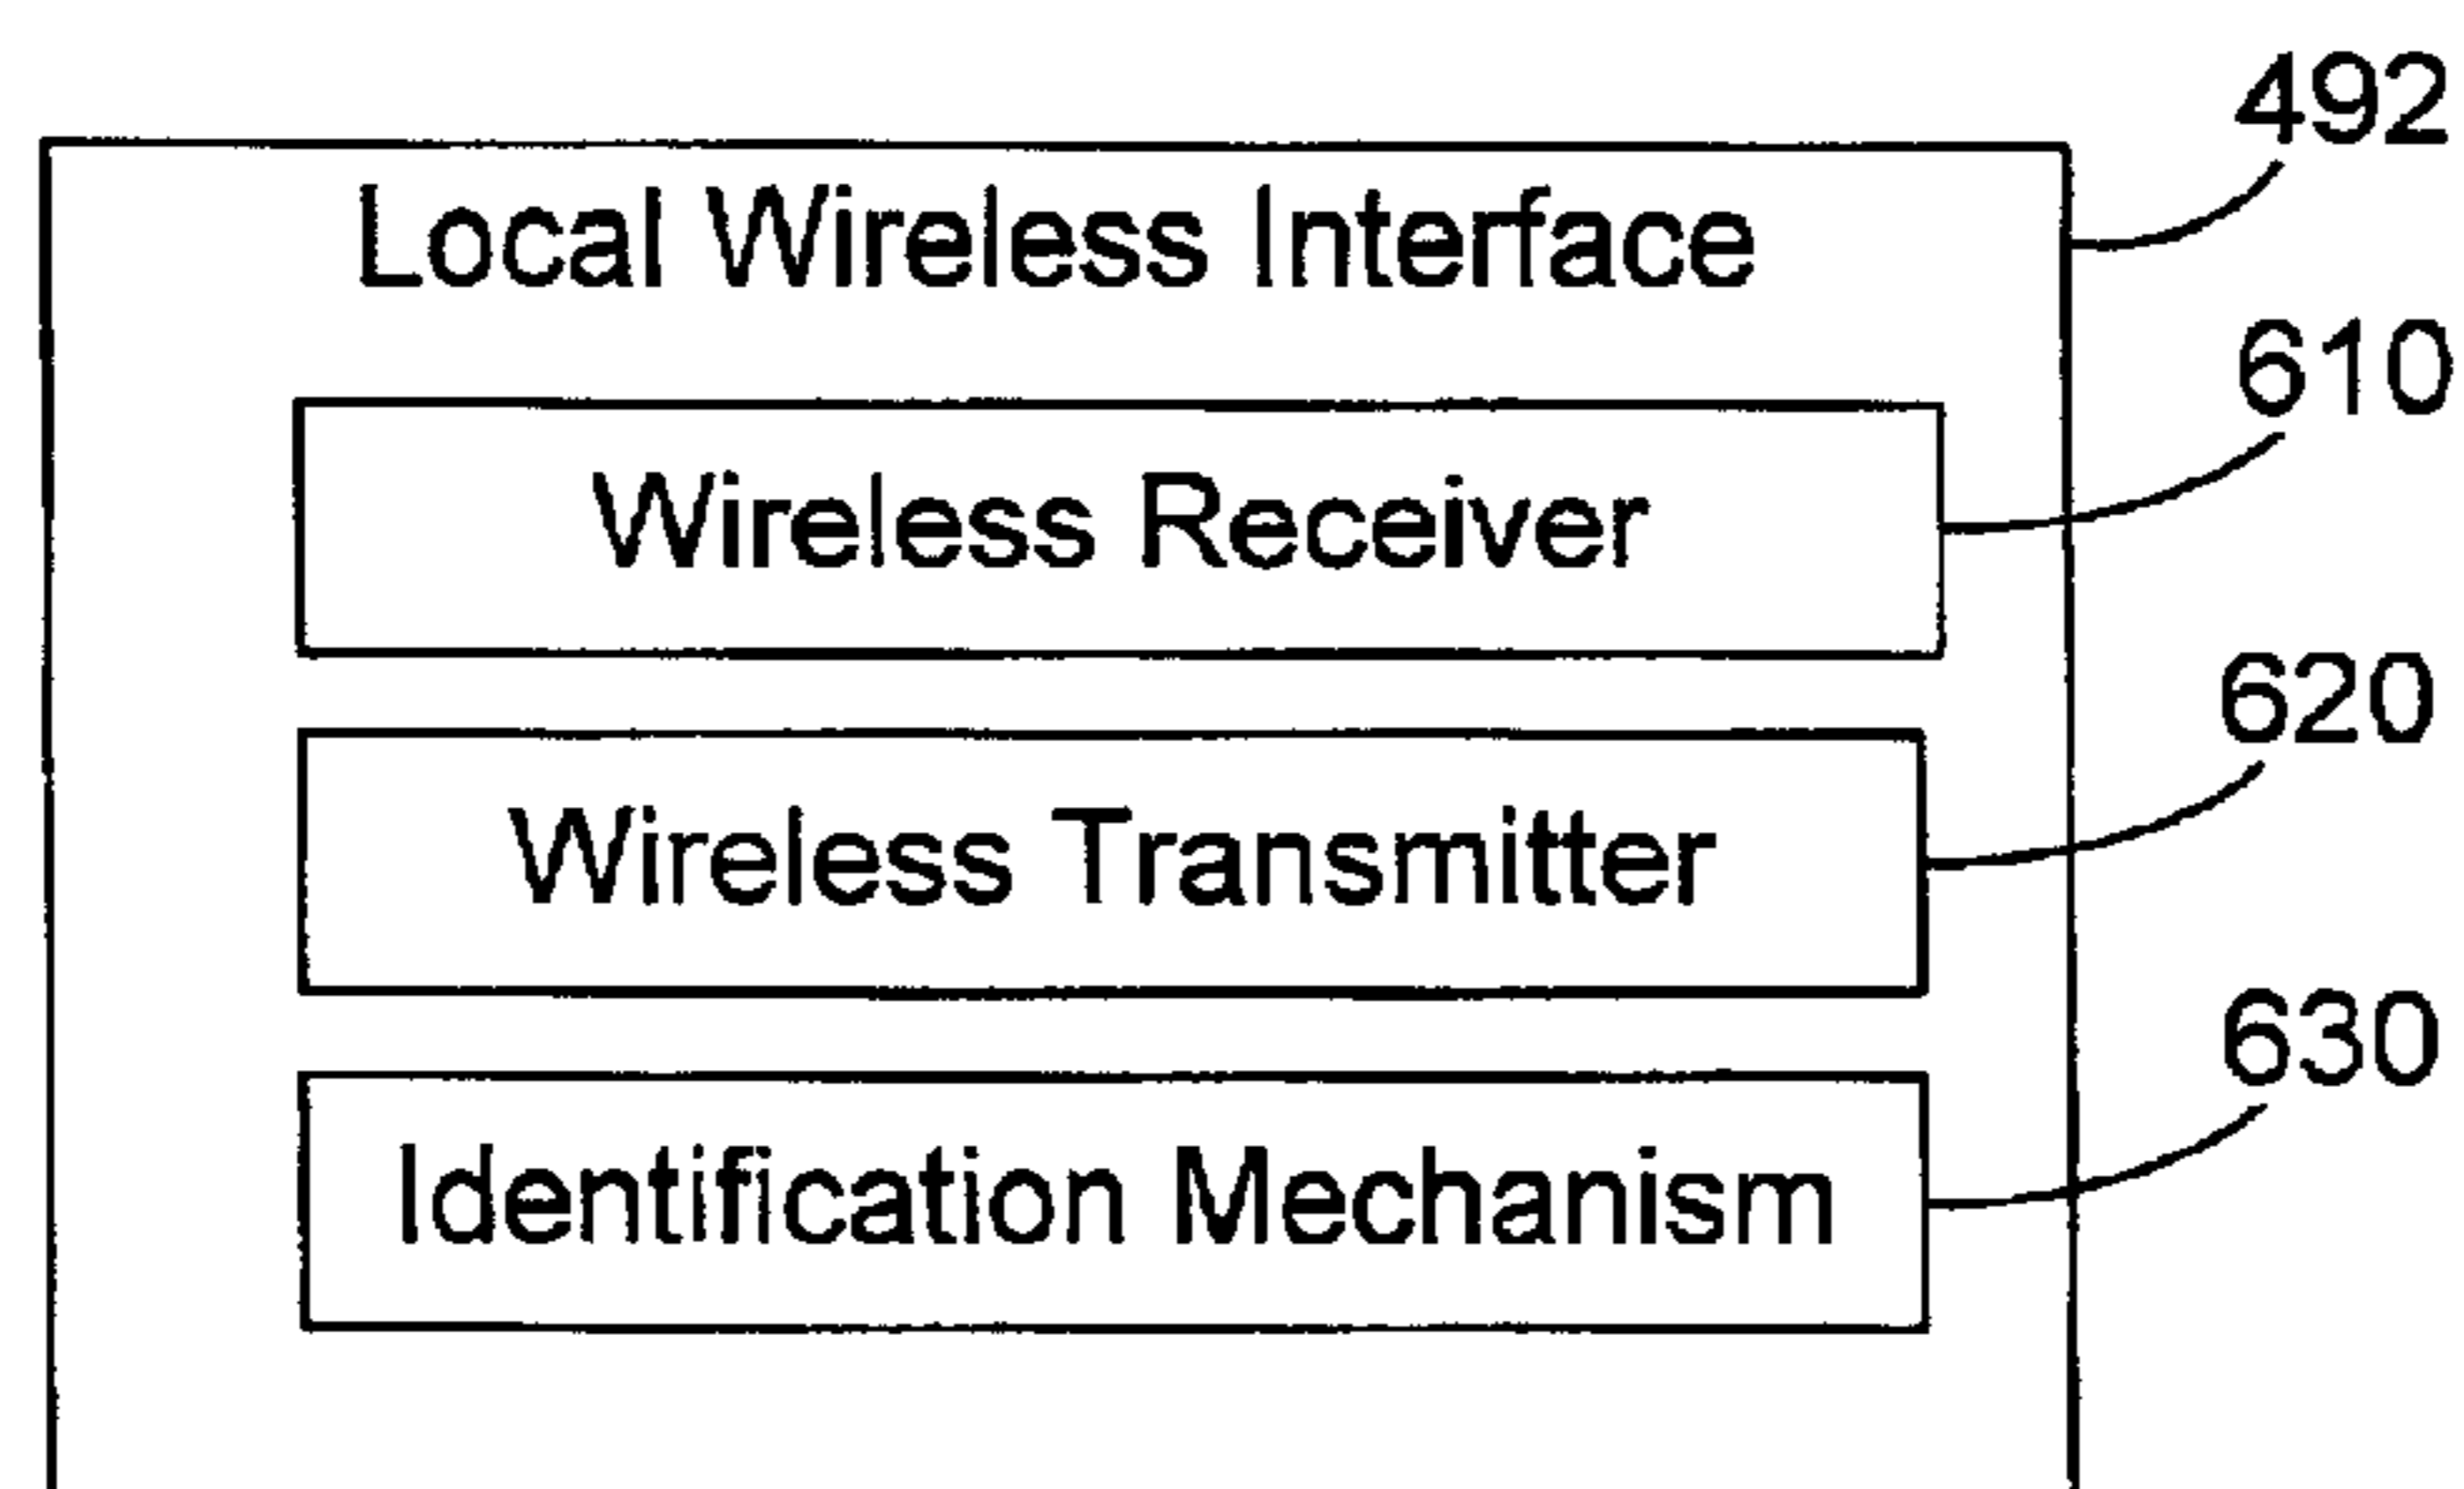 492
Local Wireless Interface
610
Wireless Receiver
620
Wireless Transmitter
630
Identification Mechanism